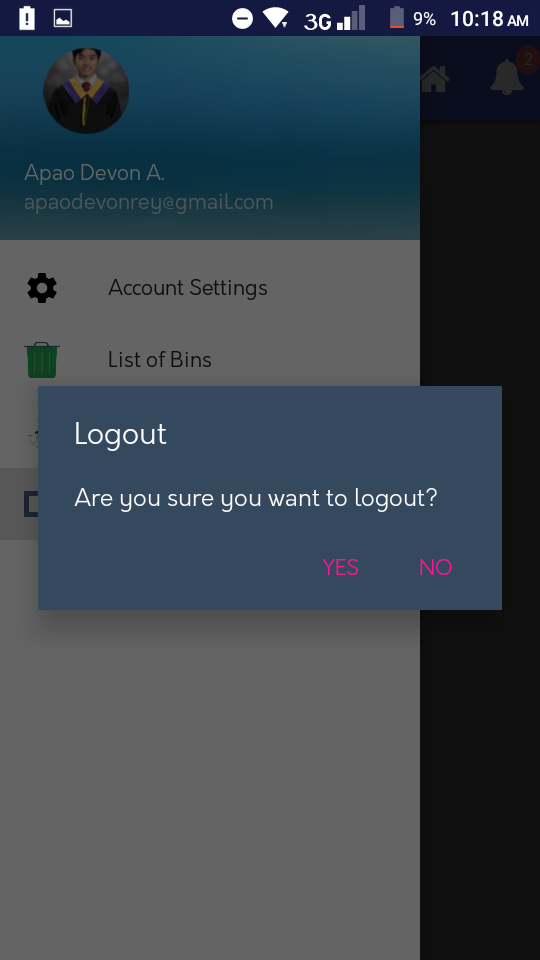 3G 9% 10:18 AM
2
Apao Devon A.
apaodevonrey@gmail.com
Account Settings
List of Bins
Logout
Are you sure you want to logout?
YES NO